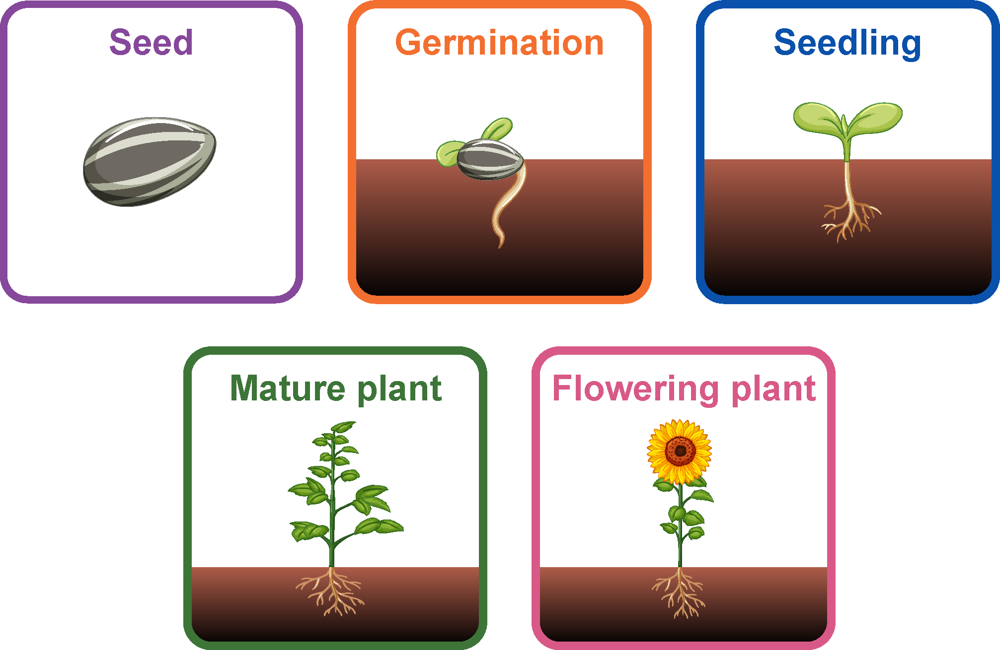 Seed
Germination
Seedling
Mature plant
Flowering plant